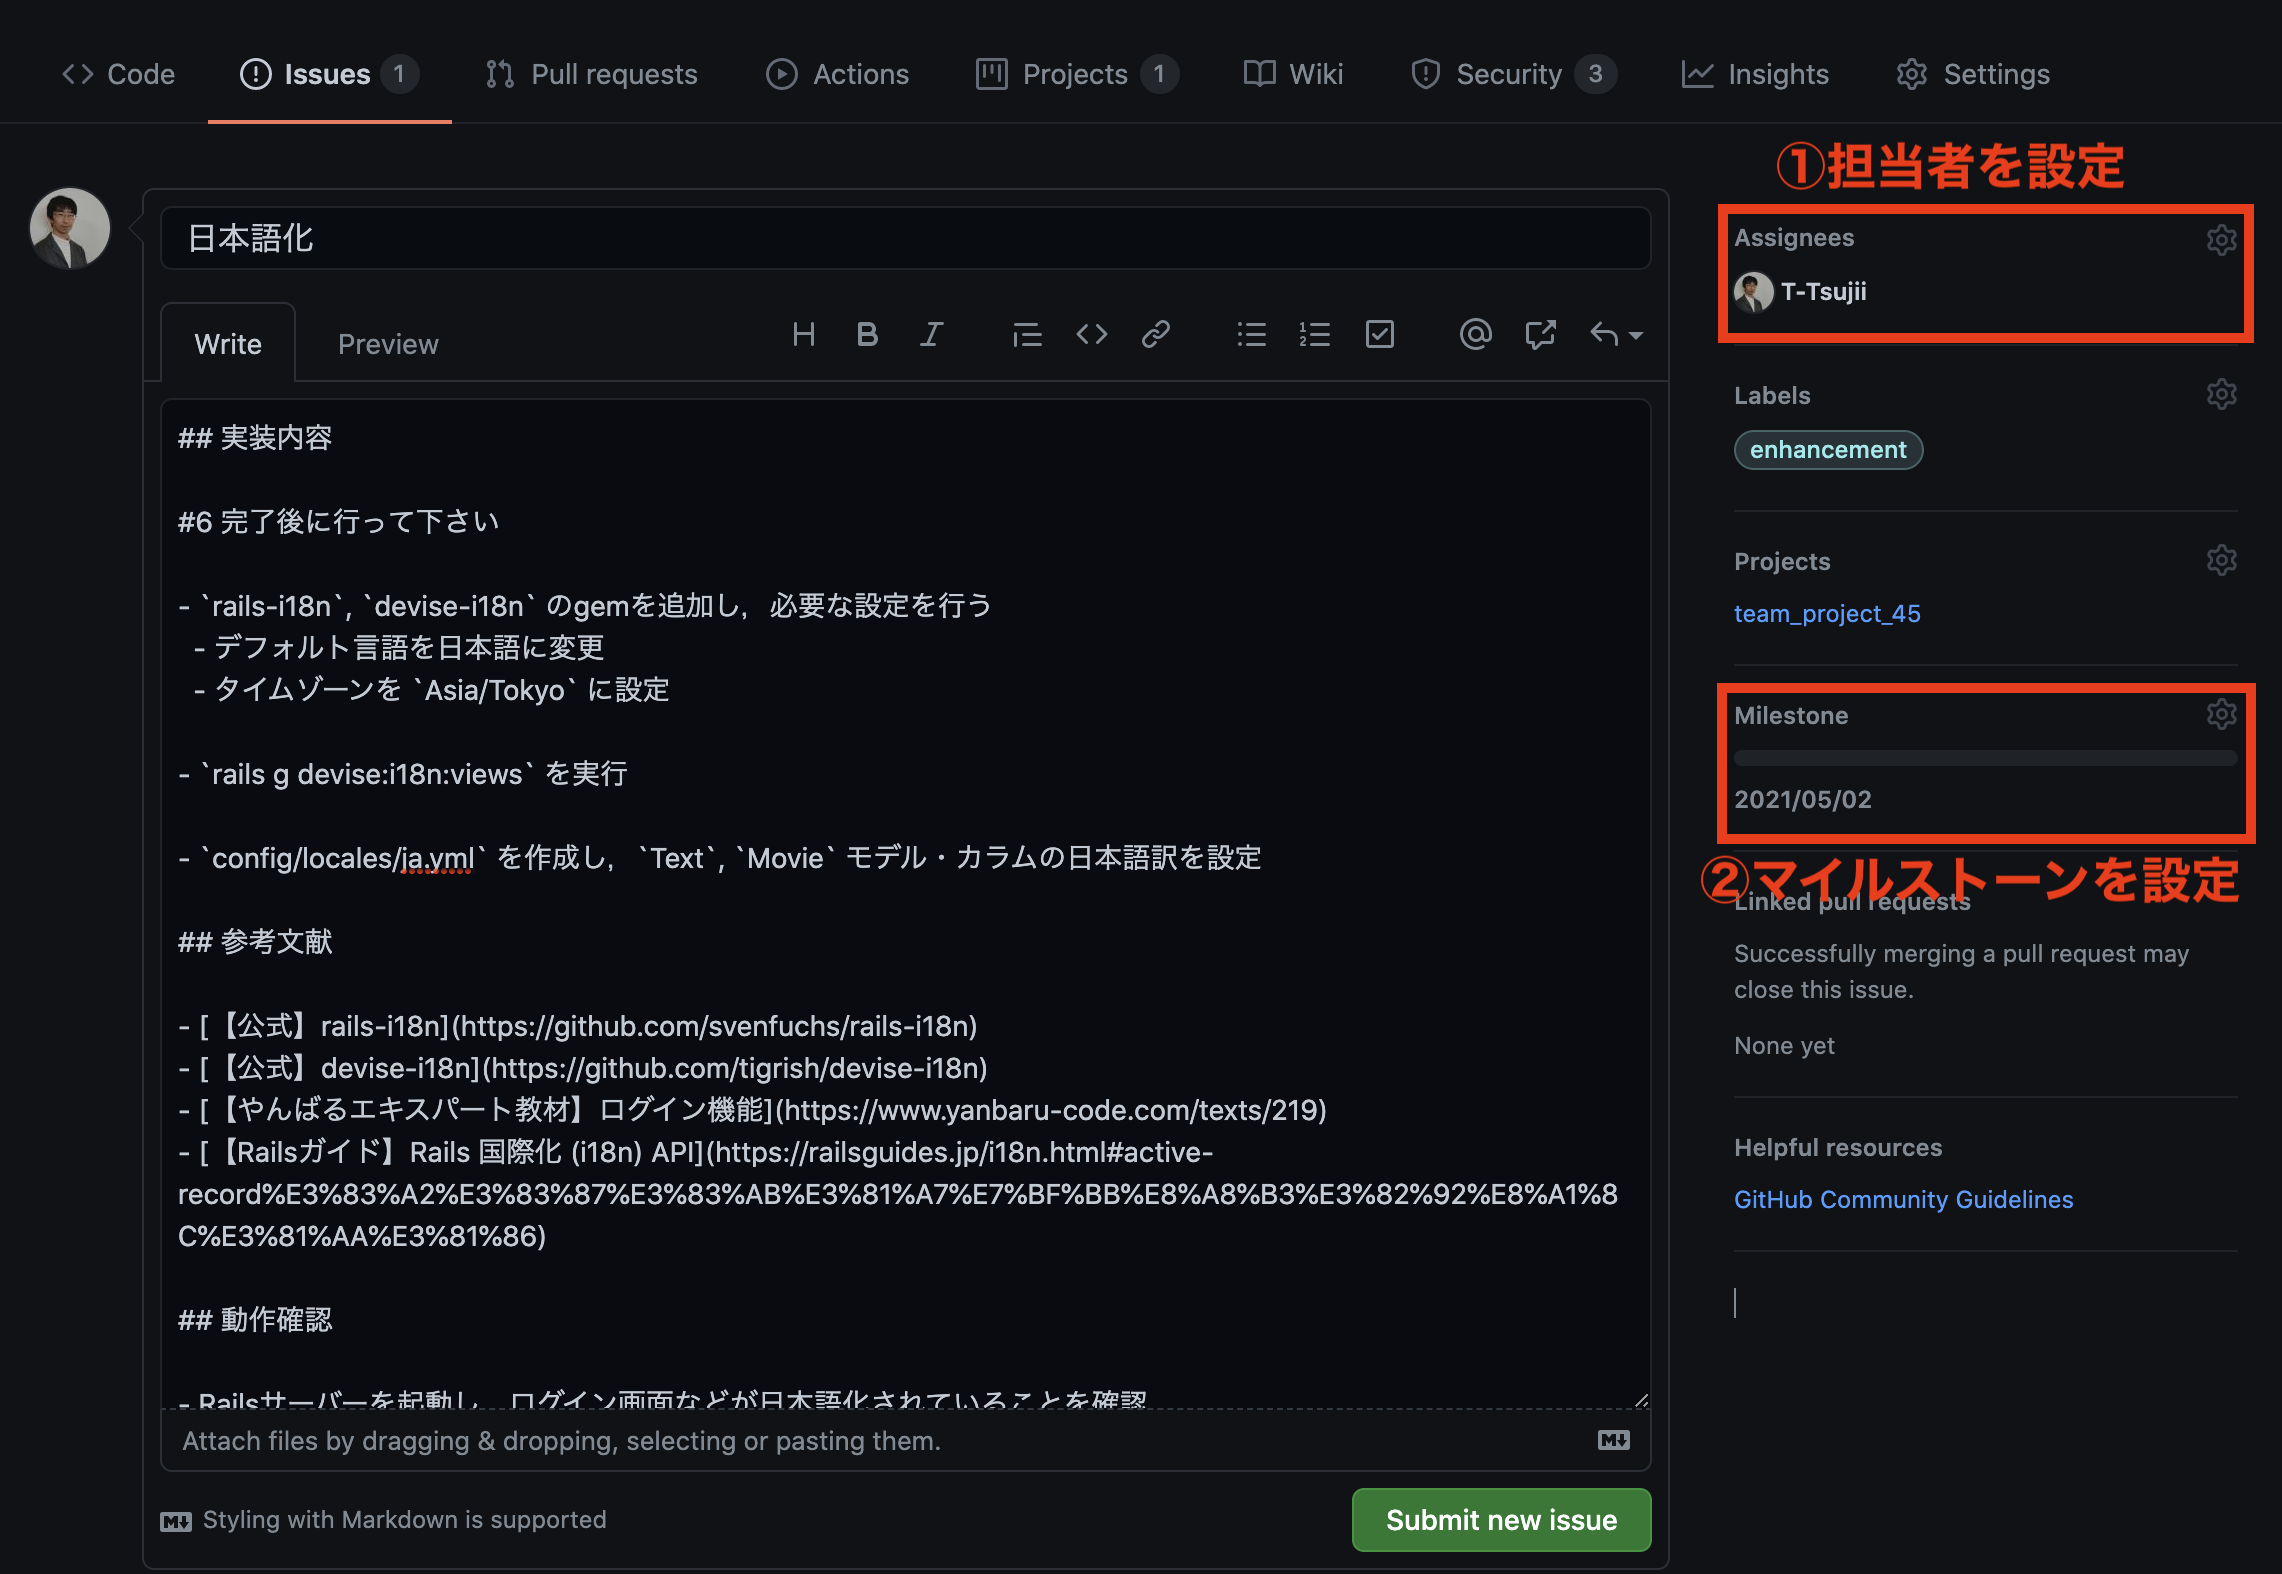 Code Issues 1 Pull requests Actions Projects 1 Wiki Security 3 Insights Settings
日本語化
Write Preview
## 実装内容
#6 完了後に行って下さい
- `rails-i18n`, `devise-i18n` のgemを追加し，必要な設定を行う
- デフォルト言語を日本語に変更
- タイムゾーンを `Asia/Tokyo` に設定
- `rails g devise:i18n:views` を実行
- `config/locales/ja.yml` を作成し，`Text`, `Movie` モデル・カラムの日本語訳を設定
## 参考文献
- [【公式】rails-i18n](https://github.com/svenfuchs/rails-i18n)
- [【公式】devise-i18n](https://github.com/tigrish/devise-i18n)
- [【やんばるエキスパート教材】ログイン機能](https://www.yanbaru-code.com/texts/219)
- [【Railsガイド】Rails 国際化 (i18n) API](https://railsguides.jp/i18n.html#active-
record%E3%83%A2%E3%83%87%E3%83%AB%E3%81%A7%E7%BF%BB%E8%A8%B3%E3%82%92%E8%A1%8
C%E3%81%AA%E3%81%86)
## 動作確認
- Railsサーバーを起動し，ログイン画面などが日本語化されていることを確認
Attach files by dragging & dropping, selecting or pasting them.
Styling with Markdown is supported
Submit new issue
①担当者を設定
Assignees
T-Tsujii
Labels
enhancement
Projects
team_project_45
Milestone
2021/05/02
②マイルストーンを設定
Linked pull requests
Successfully merging a pull request may
close this issue.
None yet
Helpful resources
GitHub Community Guidelines